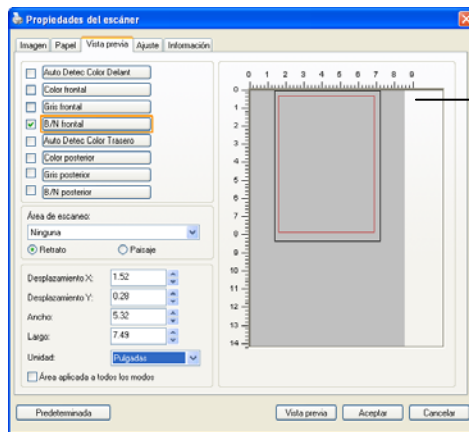 Propiedades del escáner
Imagen Papel Vista previa Ajuste Información
Auto Detec Color Delant
Color frontal
Gris frontal
B/N frontal
Auto Detec Color Trasero
Color posterior
Gris posterior
B/N posterior
Área de escaneo:
Ninguna
Retrato Paisaje
Desplazamiento X: 1.52
Desplazamiento Y: 0.28
Ancho: 5.32
Largo: 7.49
Unidad: Pulgadas
Área aplicada a todos los modos
0 1 2 3 4 5 6 7 8 9
0
1
2
3
4
5
6
7
8
9
10
11
12
13
14
Predeterminada Vista previa Aceptar Cancelar